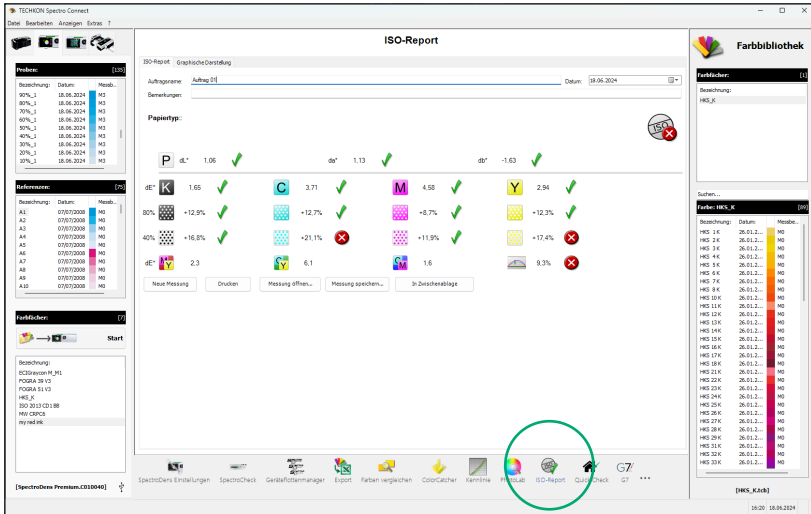 TECHKON Spectro Connect
Datei Bearbeiten Anzeigen Extras ?
Proben: [135]
Bezeichnung: Datum: Messb...
90%_1 18.06.2024 M3
80%_1 18.06.2024 M3
70%_1 18.06.2024 M3
60%_1 18.06.2024 M3
50%_1 18.06.2024 M3
40%_1 18.06.2024 M3
30%_1 18.06.2024 M3
20%_1 18.06.2024 M3
10%_1 18.06.2024 M3
Referenzen: [75]
Bezeichnung: Datum: Messb...
A1 07/07/2008 M0
A2 07/07/2008 M0
A3 07/07/2008 M0
A4 07/07/2008 M0
A5 07/07/2008 M0
A6 07/07/2008 M0
A7 07/07/2008 M0
A8 07/07/2008 M0
A9 07/07/2008 M0
A10 07/07/2008 M0
Farbfächer: [7]
Start
Bezeichnung:
ECIGraycon M_M1
FOGRA 39 V3
FOGRA 51 V3
HKS_K
ISO 2013 CD1 BB
MW CRPC6
my red ink
[SpectroDens Premium.C010040]
ISO-Report
ISO-Report Graphische Darstellung
Auftragsname: Auftrag 01 Datum: 18.06.2024
Bemerkungen:
Papiertyp:
ISO
P dL* 1,06 da* 1,13 db* -1,63
dE* K 1,65 C 3,71 M 4,58 Y 2,94
80% +12,9% +12,7% +8,7% +12,3%
40% +16,8% +21,1% +11,9% +17,4%
dE* M Y 2,3 C Y 6,1 C M 1,6 9,3%
Neue Messung Drucken Messung öffnen... Messung speichern... In Zwischenablage
SpectroDens Einstellungen SpectroCheck Geräteflottenmanager Export Farben vergleichen ColorCatcher Kennlinie PhotoLab ISO-Report QuickCheck G7 ...
G7
Farbbibliothek
Farbfächer: [1]
Bezeichnung:
HKS_K
Suchen...
Farbe: HKS_K [89]
Bezeichnung: Datum: Messbe...
HKS 1 K 26.01.2... M0
HKS 2 K 26.01.2... M0
HKS 3 K 26.01.2... M0
HKS 4 K 26.01.2... M0
HKS 5 K 26.01.2... M0
HKS 6 K 26.01.2... M0
HKS 7 K 26.01.2... M0
HKS 8 K 26.01.2... M0
HKS 10 K 26.01.2... M0
HKS 11 K 26.01.2... M0
HKS 12 K 26.01.2... M0
HKS 13 K 26.01.2... M0
HKS 14 K 26.01.2... M0
HKS 15 K 26.01.2... M0
HKS 16 K 26.01.2... M0
HKS 17 K 26.01.2... M0
HKS 18 K 26.01.2... M0
HKS 21 K 26.01.2... M0
HKS 22 K 26.01.2... M0
HKS 23 K 26.01.2... M0
HKS 24 K 26.01.2... M0
HKS 25 K 26.01.2... M0
HKS 26 K 26.01.2... M0
HKS 27 K 26.01.2... M0
HKS 28 K 26.01.2... M0
HKS 29 K 26.01.2... M0
HKS 31 K 26.01.2... M0
HKS 32 K 26.01.2... M0
HKS 33 K 26.01.2... M0
[HKS_K.tcb]
16:20 18.06.2024